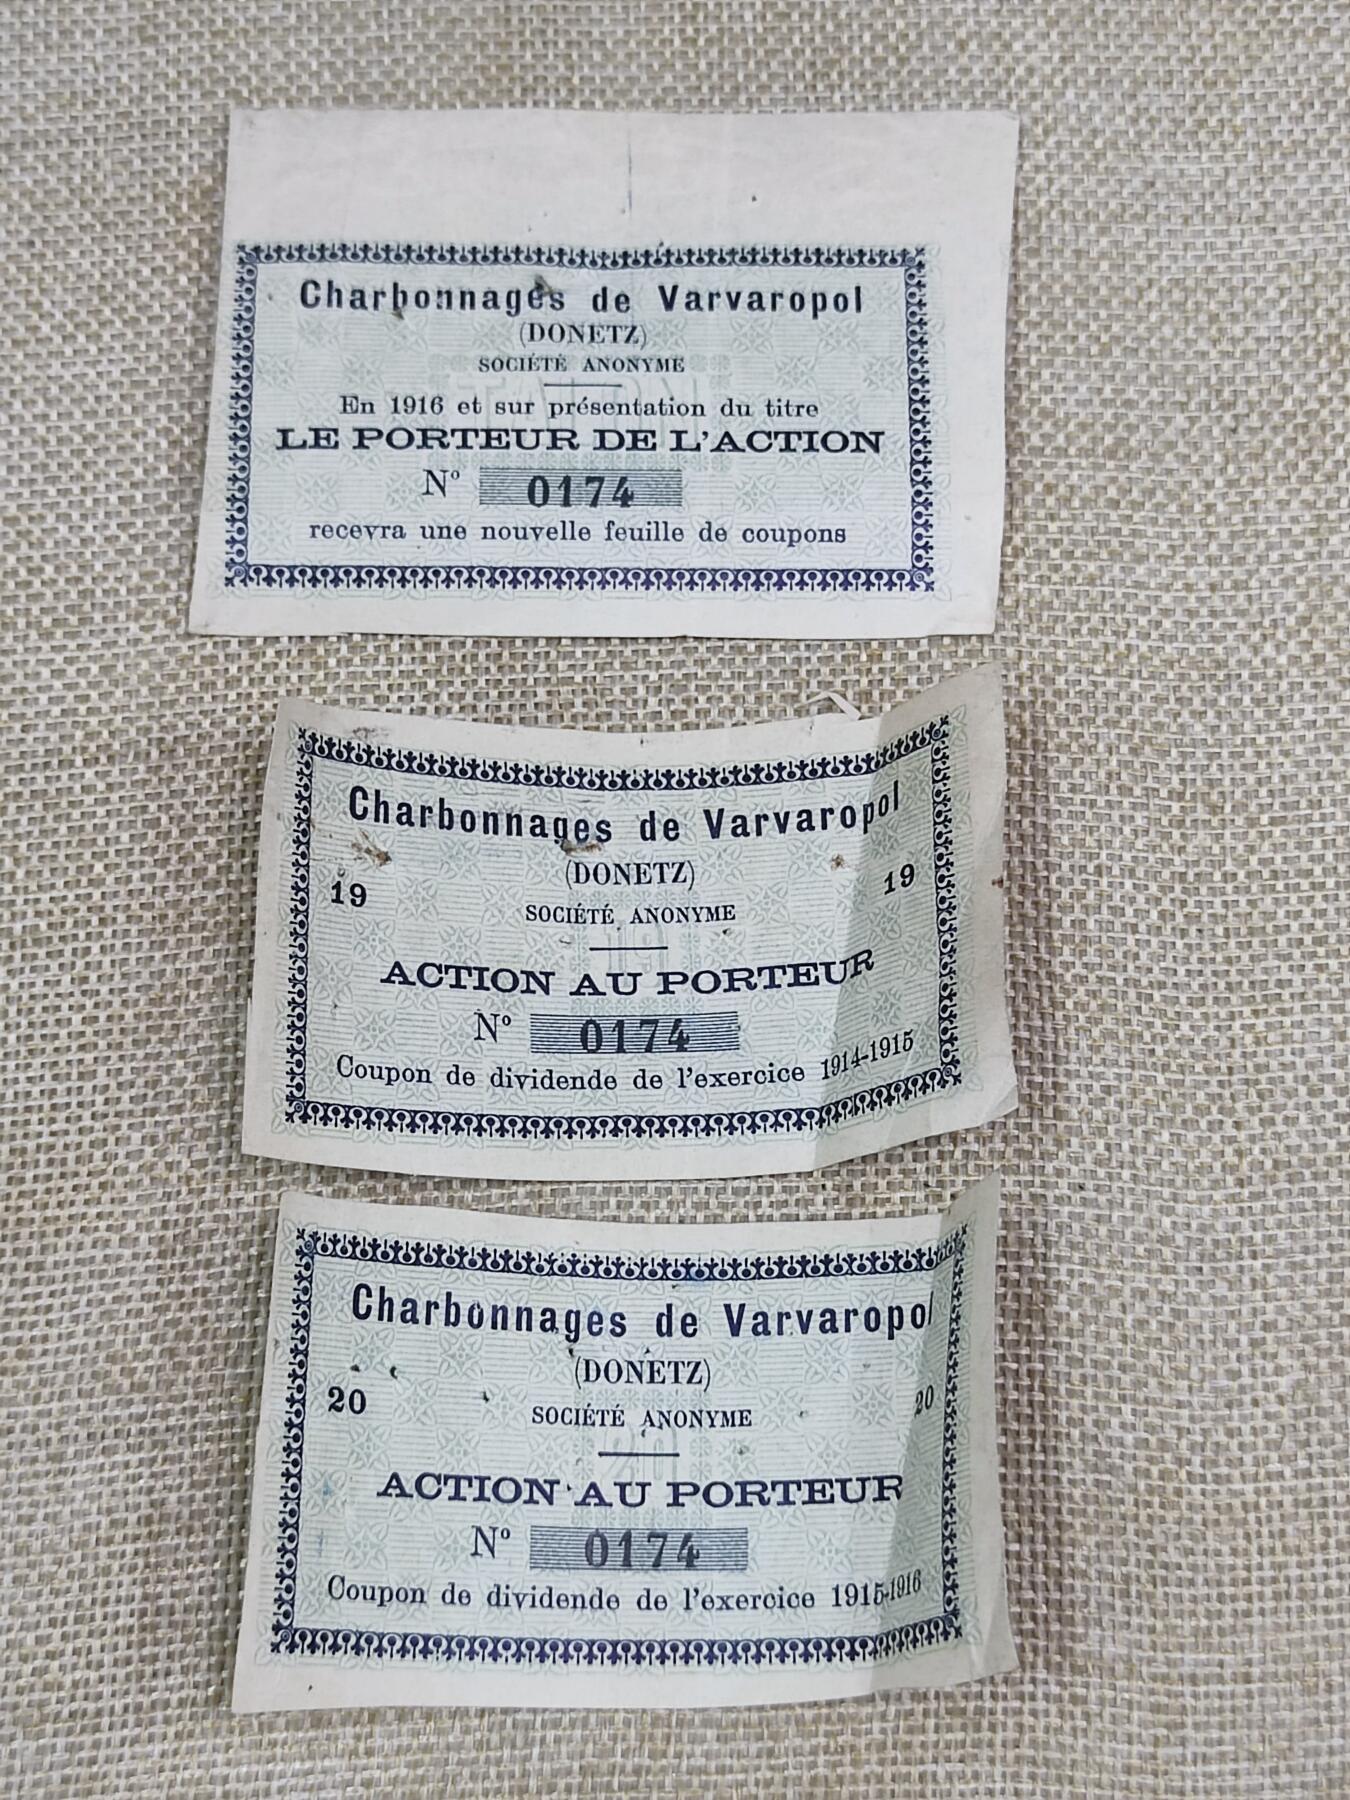 Charbonnages de Varvaropol
(DONETZ)
SOCIÉTÉ ANONYME
En 1916 et sur présentation du titre
LE PORTEUR DE L'ACTION
Nº 0174
recevra une nouvelle feuille de coupons
Charbonnages de Varvaropol
(DONETZ)
19 19
SOCIÉTÉ ANONYME
ACTION AU PORTEUR
Nº 0174
Coupon de dividende de l'exercice 1914-1915
Charbonnages de Varvaropol
(DONETZ)
20 20
SOCIÉTÉ ANONYME
ACTION AU PORTEUR
Nº 0174
Coupon de dividende de l'exercice 1915-1916